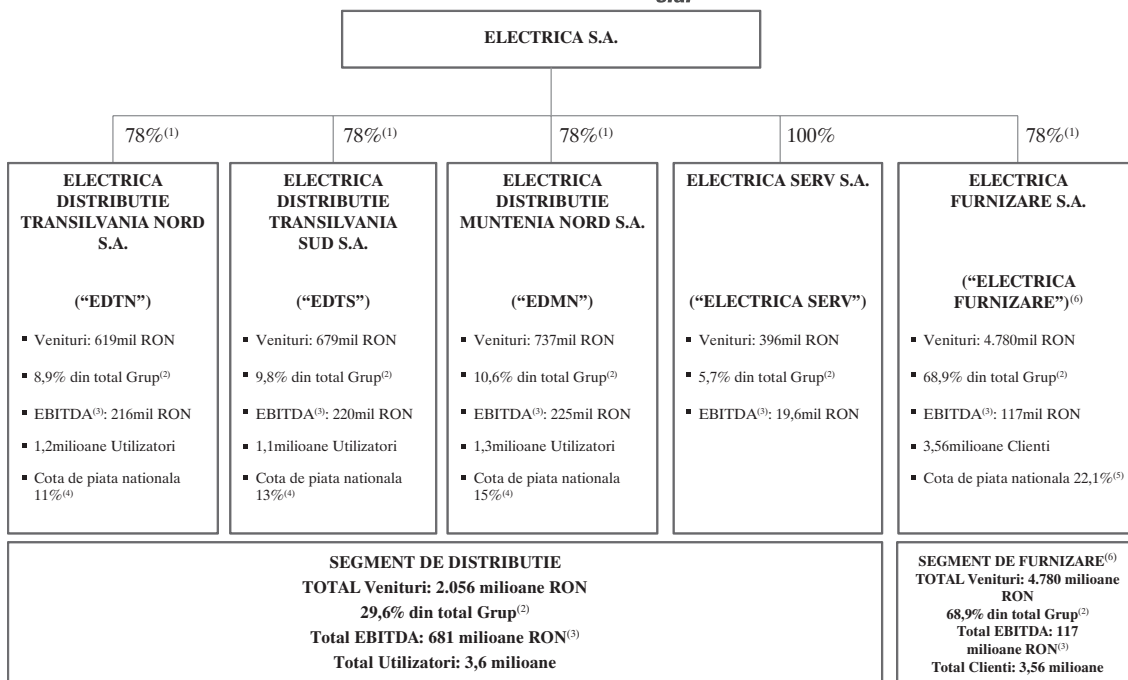 ELECTRICA S.A.
78%(1)
78%(1)
78%(1)
100%
78%(1)
ELECTRICA
DISTRIBUTIE
TRANSILVANIA NORD
S.A.
(“EDTN”)
▪ Venituri: 619mil RON
▪ 8,9% din total Grup(2)
▪ EBITDA(3): 216mil RON
▪ 1,2milioane Utilizatori
▪ Cota de piata nationala
11%(4)
ELECTRICA
DISTRIBUTIE
TRANSILVANIA
SUD S.A.
(“EDTS”)
▪ Venituri: 679mil RON
▪ 9,8% din total Grup(2)
▪ EBITDA(3): 220mil RON
▪ 1,1milioane Utilizatori
▪ Cota de piata nationala
13%(4)
ELECTRICA
DISTRIBUTIE
MUNTENIA NORD S.A.
(“EDMN”)
▪ Venituri: 737mil RON
▪ 10,6% din total Grup(2)
▪ EBITDA(3): 225mil RON
▪ 1,3milioane Utilizatori
▪ Cota de piata nationala
15%(4)
ELECTRICA SERV S.A.
(“ELECTRICA SERV”)
▪ Venituri: 396mil RON
▪ 5,7% din total Grup(2)
▪ EBITDA(3): 19,6mil RON
ELECTRICA
FURNIZARE S.A.
(“ELECTRICA
FURNIZARE”)(6)
▪ Venituri: 4.780mil RON
▪ 68,9% din total Grup(2)
▪ EBITDA(3): 117mil RON
▪ 3,56milioane Clienti
▪ Cota de piata nationala 22,1%(5)
SEGMENT DE DISTRIBUTIE
TOTAL Venituri: 2.056 milioane RON
29,6% din total Grup(2)
Total EBITDA: 681 milioane RON(3)
Total Utilizatori: 3,6 milioane
SEGMENT DE FURNIZARE(6)
TOTAL Venituri: 4.780 milioane
RON
68,9% din total Grup(2)
Total EBITDA: 117
milioane RON(3)
Total Clienti: 3,56 milioane